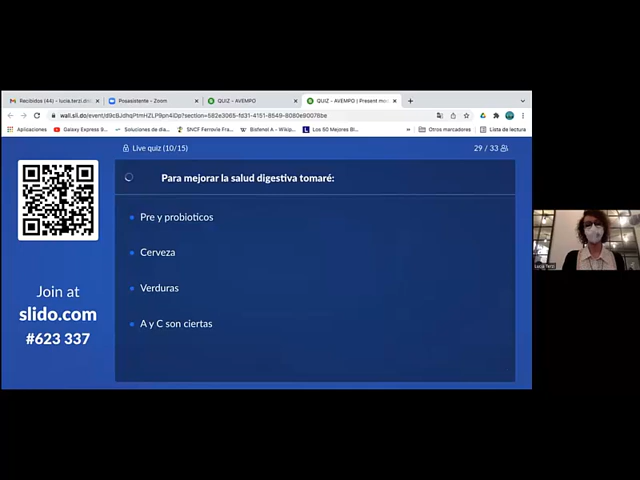 Recibidos (44) - lucia.terzi.diti
Posasistente - Zoom
QUIZ - AVEMPO
QUIZ - AVEMPO | Present mod
Aplicaciones
Galaxy Express 9...
Soluciones de dia...
SNCF Ferrovie Fra...
Bisfenol A - Wikip...
Los 60 Mejores Bl...
Otros marcadores
Lista de lectura
Live quiz (10/15)
29 / 33
Para mejorar la salud digestiva tomaré:
Pre y probioticos
Cerveza
Verduras
A y C son ciertas
Join at
slido.com
#623 337
Lucia Terzi